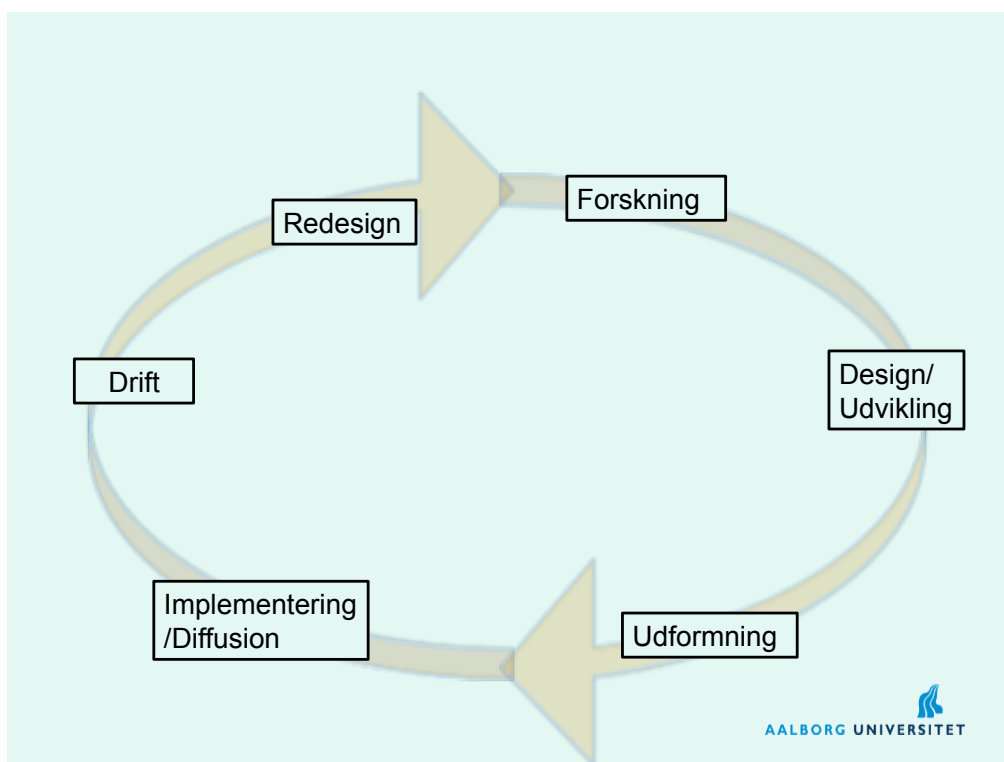 Forskning
Redesign
Design/
Udvikling
Drift
Implementering
/Diffusion
Udformning
AALBORG UNIVERSITET